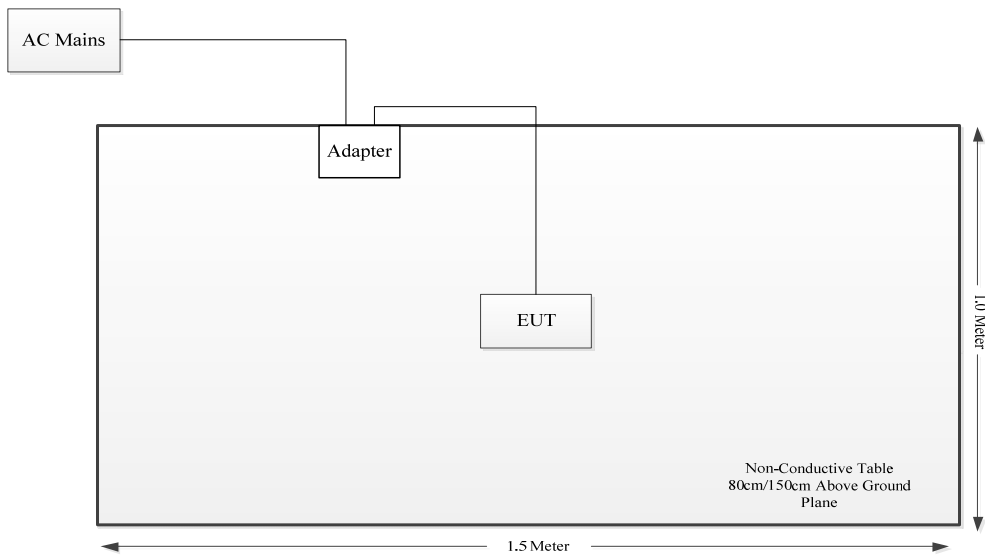 AC Mains
Adapter
EUT
1.0 Meter
Non-Conductive Table
80cm/150cm Above Ground
Plane
1.5 Meter